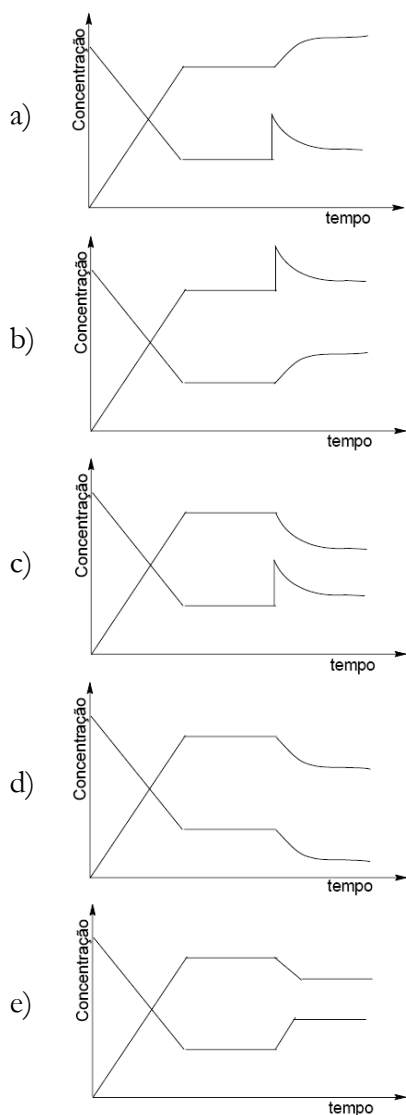 Concentração
a)
tempo
Concentração
b)
tempo
Concentração
c)
tempo
Concentração
d)
tempo
Concentração
e)
tempo